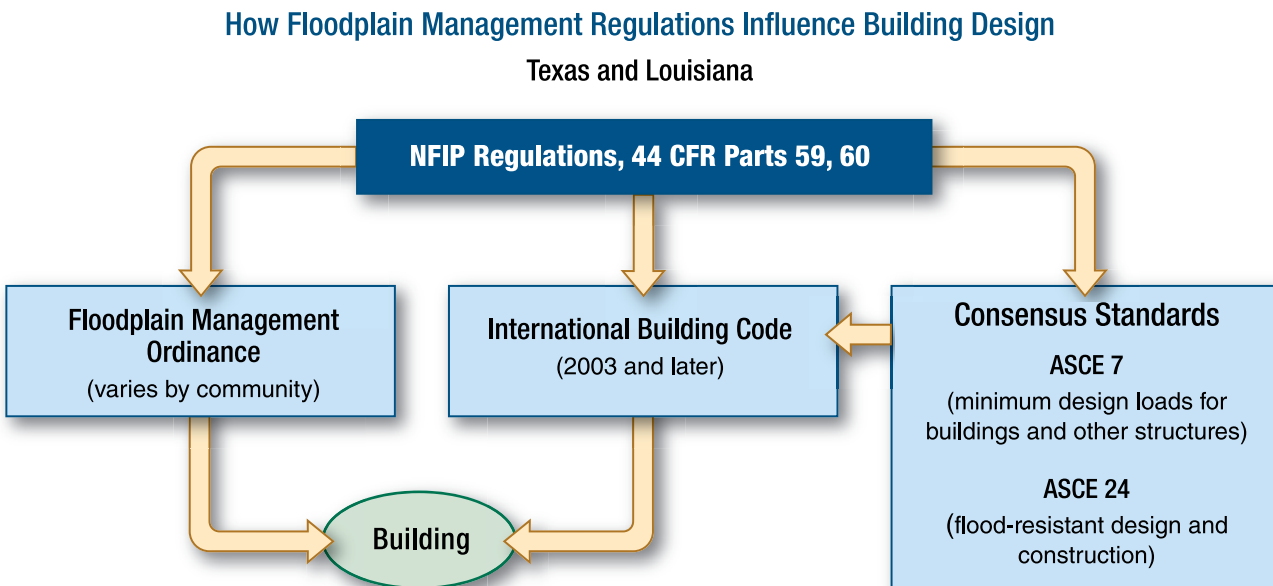 How Floodplain Management Regulations Influence Building Design
Texas and Louisiana
NFIP Regulations, 44 CFR Parts 59, 60
Floodplain Management
Ordinance
(varies by community)
International Building Code
(2003 and later)
Consensus Standards
ASCE 7
(minimum design loads for
buildings and other structures)
ASCE 24
(flood-resistant design and
construction)
Building